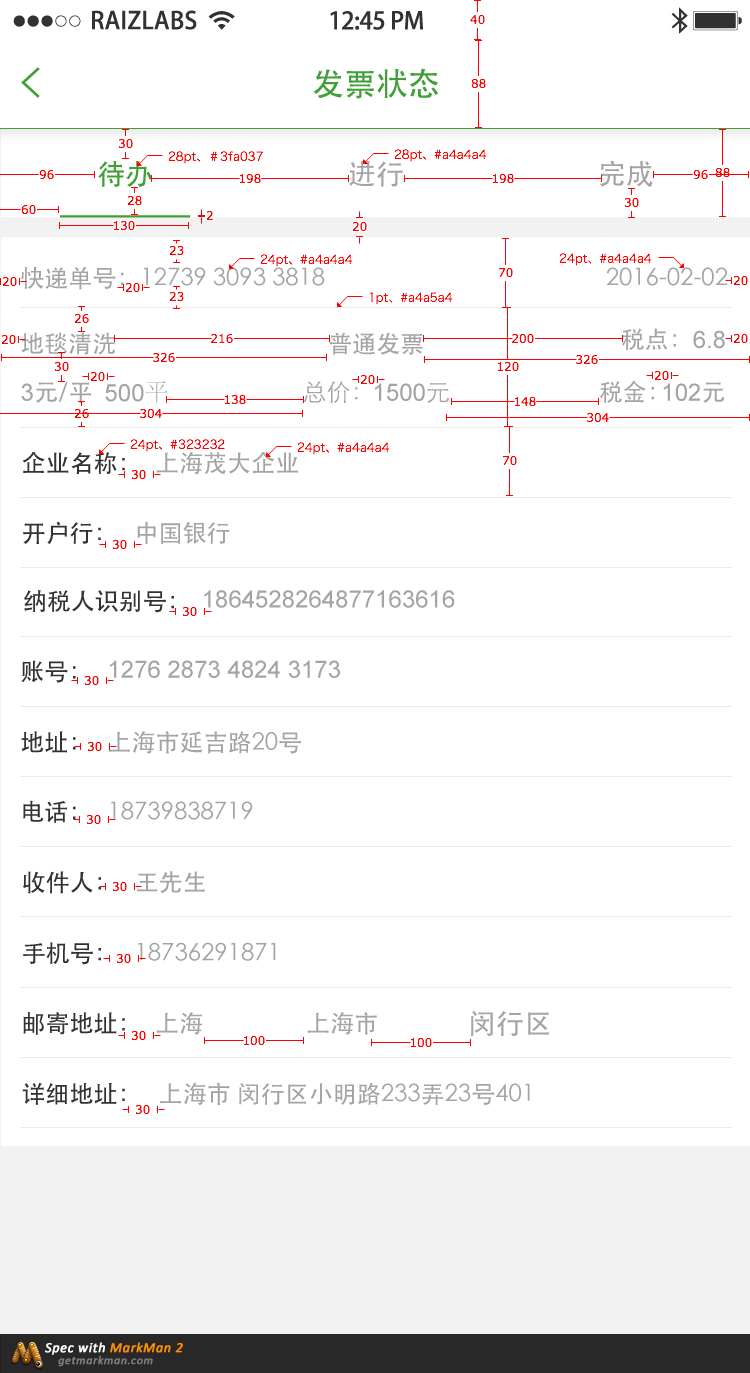 RAIZLABS 12:45 PM 40
发票状态 88
30 28pt、#3fa037 28pt、#a4a4a4
96 待办 198 进行 198 完成 96 88
60 28 30
130 2 20
23 24pt、#a4a4a4 24pt、#a4a4a4
20 快递单号: 20 12739 3093 3818 70 2016-02-02 20
23 1pt、#a4a5a4
26
20 地毯清洗 216 普通发票 200 税点: 6.8 20
326 326
30 120
20 20 20
3元/平 500平 138 总价: 1500元 148 税金:102元
26 304 304
24pt、#323232 24pt、#a4a4a4
企业名称: 30 上海茂大企业 70
开户行: 30 中国银行
纳税人识别号: 30 1864528264877163616
账号: 30 1276 2873 4824 3173
地址: 30 上海市延吉路20号
电话: 30 18739838719
收件人: 30 王先生
手机号: 30 18736291871
邮寄地址: 30 上海 100 上海市 100 闵行区
详细地址: 30 上海市 闵行区小明路233弄23号401
Spec with MarkMan 2
getmarkman.com